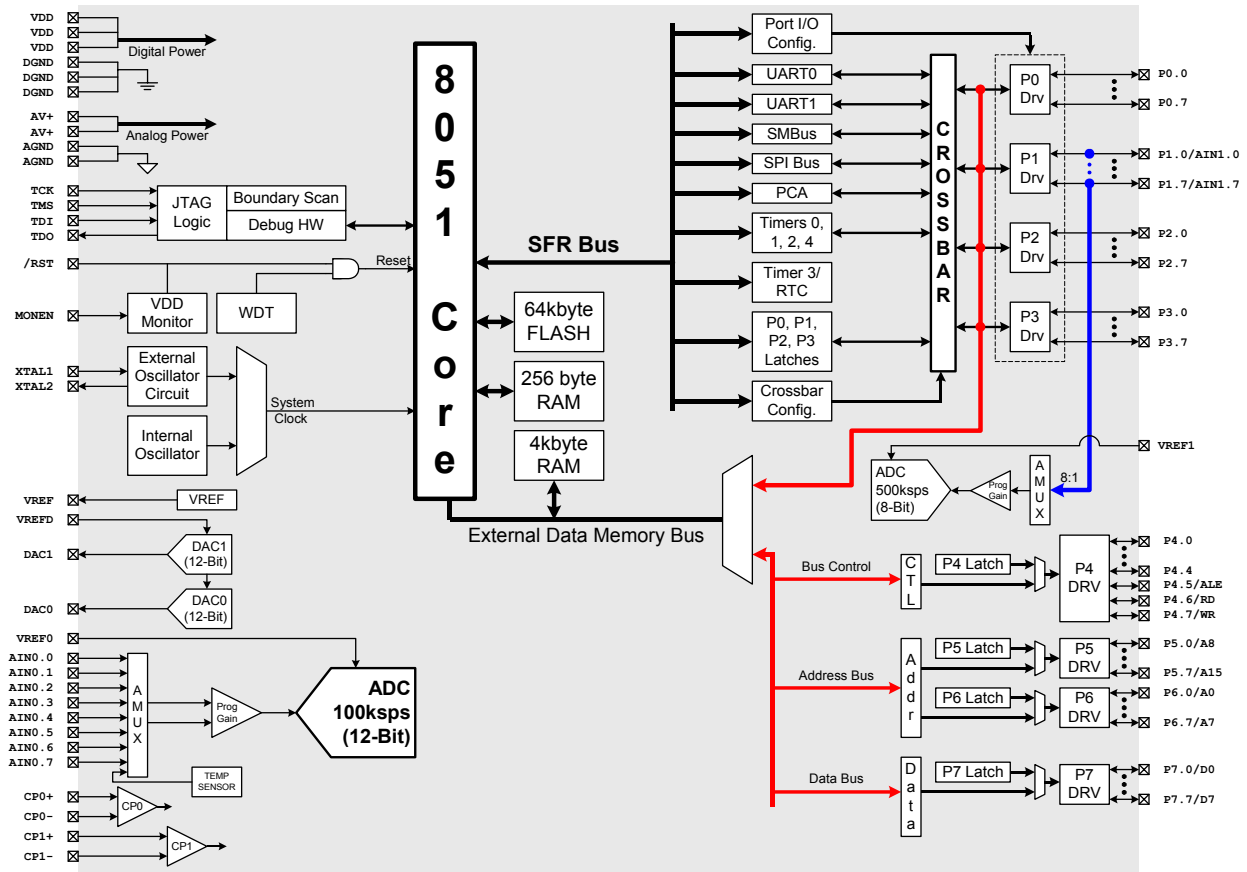 VDD
VDD
VDD
Digital Power
DGND
DGND
DGND
AV+
AV+
Analog Power
AGND
AGND
TCK
TMS
TDI
TDO
JTAG
Logic
Boundary Scan
Debug HW
/RST
Reset
MONEN
VDD
Monitor
WDT
XTAL1
XTAL2
External
Oscillator
Circuit
Internal
Oscillator
System
Clock
VREF
VREF
VREFD
DAC1
DAC1
(12-Bit)
DAC0
DAC0
(12-Bit)
VREF0
AIN0.0
AIN0.1
AIN0.2
AIN0.3
AIN0.4
AIN0.5
AIN0.6
AIN0.7
A
M
U
X
Prog
Gain
ADC
100ksps
(12-Bit)
TEMP
SENSOR
CP0+
CP0-
CP0
CP1+
CP1-
CP1
8
0
5
1
C
o
r
e
SFR Bus
64kbyte
FLASH
256 byte
RAM
4kbyte
RAM
External Data Memory Bus
Port I/O
Config.
UART0
UART1
SMBus
SPI Bus
PCA
Timers 0,
1, 2, 4
Timer 3/
RTC
P0, P1,
P2, P3
Latches
Crossbar
Config.
C
R
O
S
S
B
A
R
P0
Drv
P1
Drv
P2
Drv
P3
Drv
P0.0
P0.7
P1.0/AIN1.0
P1.7/AIN1.7
P2.0
P2.7
P3.0
P3.7
VREF1
ADC
500ksps
(8-Bit)
Prog
Gain
A
M
U
X
8:1
Bus Control
C
T
L
P4 Latch
P4
DRV
P4.0
P4.4
P4.5/ALE
P4.6/RD
P4.7/WR
Address Bus
A
d
d
r
P5 Latch
P5
DRV
P5.0/A8
P5.7/A15
P6 Latch
P6
DRV
P6.0/A0
P6.7/A7
Data Bus
D
a
t
a
P7 Latch
P7
DRV
P7.0/D0
P7.7/D7